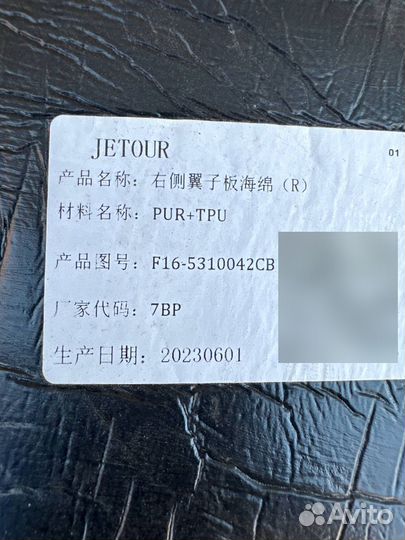 JETOUR
01
产品名称: 右侧翼子板海绵（R）
材料名称: PUR+TPU
产品图号: F16-5310042CB
厂家代码: 7BP
生产日期: 20230601
Avito